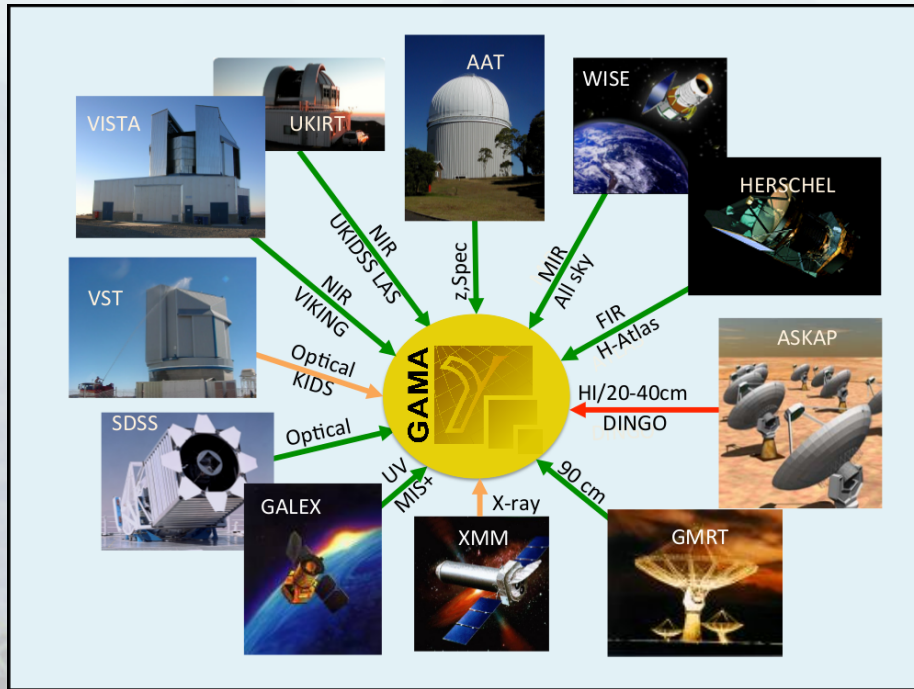 AAT
WISE
UKIRT
VISTA
HERSCHEL
NIR
UKIDSS LAS
z,Spec
MIR
All sky
NIR
VIKING
VST
FIR
H-Atlas
ASKAP
Optical
KIDS
GAMA
HI/20-40cm
DINGO
SDSS
Optical
UV
MIS+
90 cm
GALEX
X-ray
XMM
GMRT